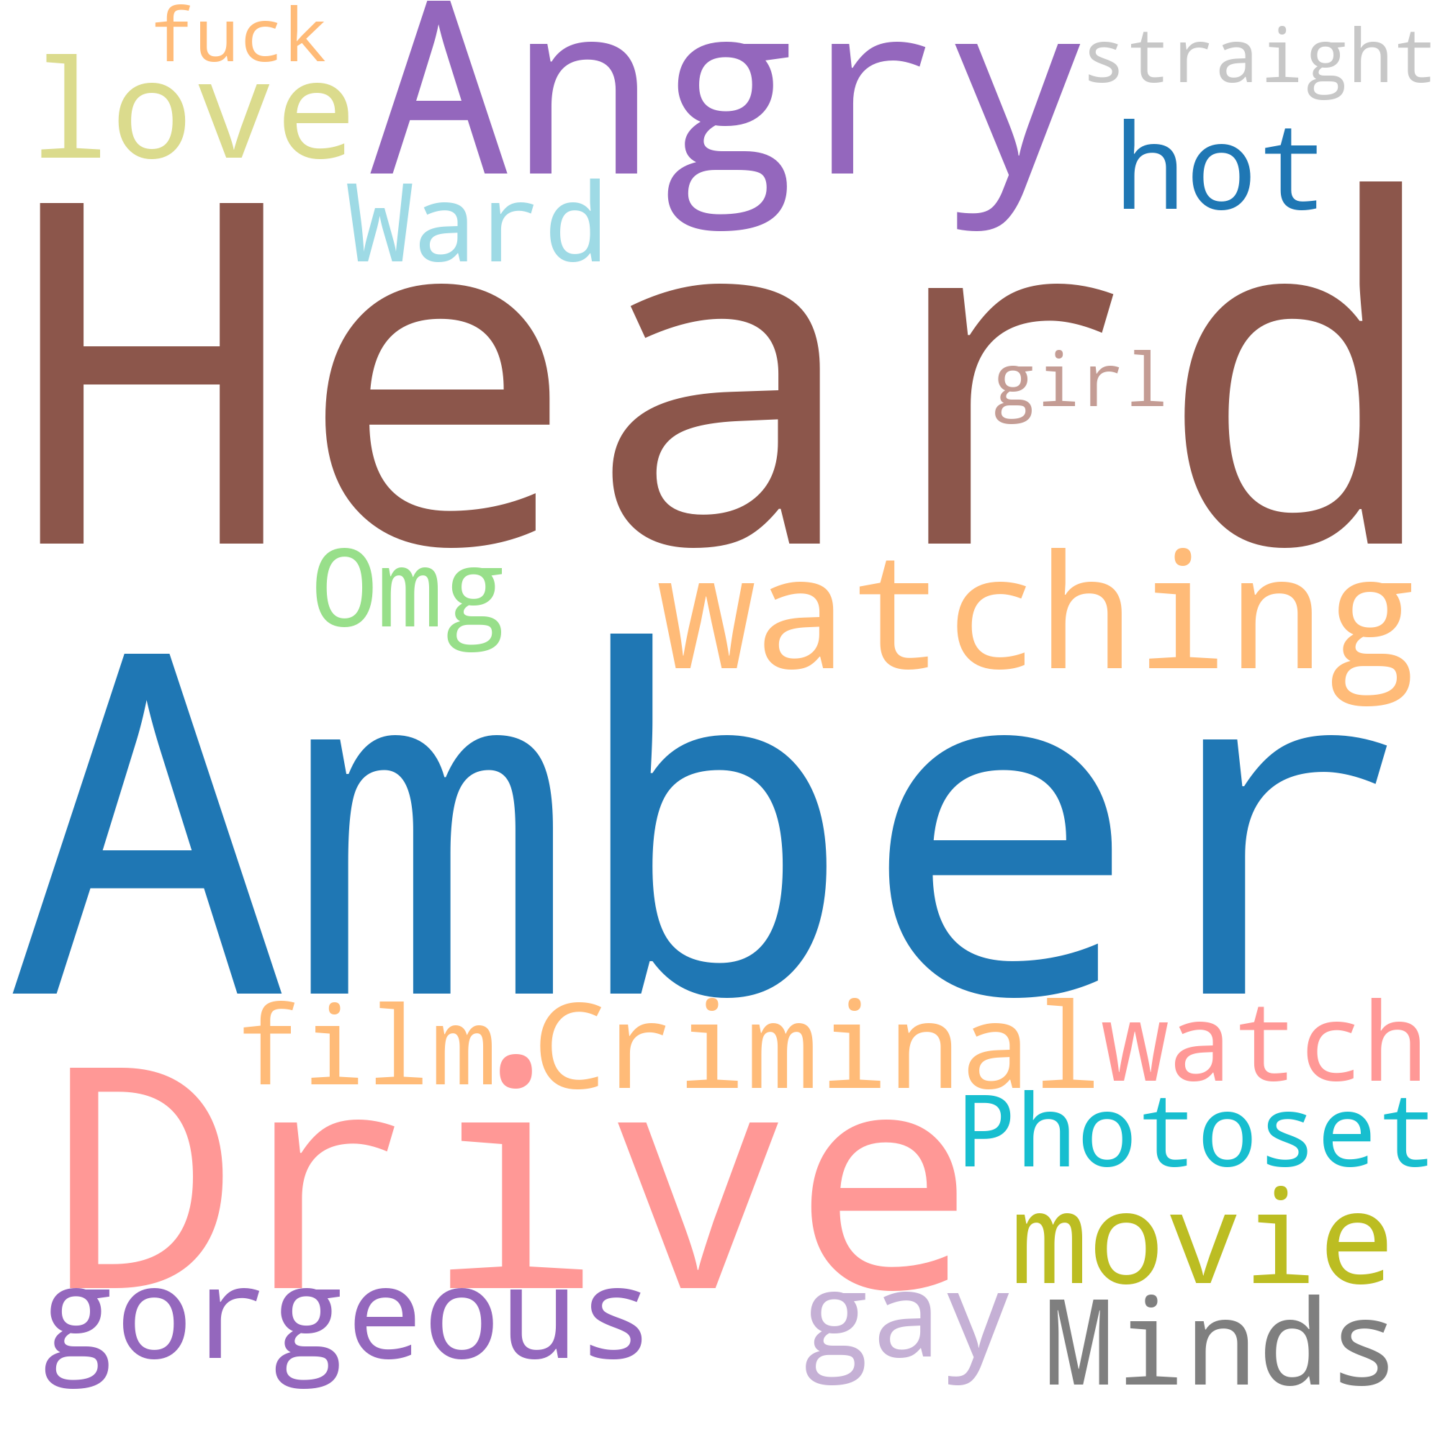 fuck
love
Angry
straight
hot
Ward
Heard
girl
Omg
watching
Amber
film
Criminal
watch
Drive
Photoset
movie
gorgeous
gay
Minds